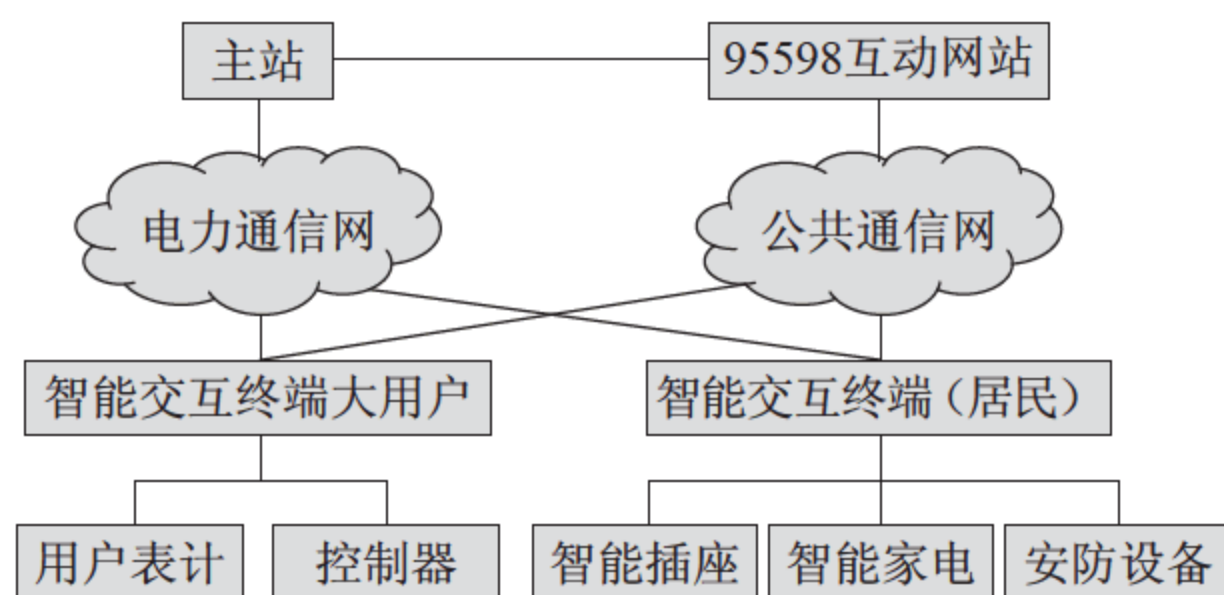 主站
95598互动网站
电力通信网
公共通信网
智能交互终端大用户
智能交互终端（居民）
用户表计
控制器
智能插座
智能家电
安防设备